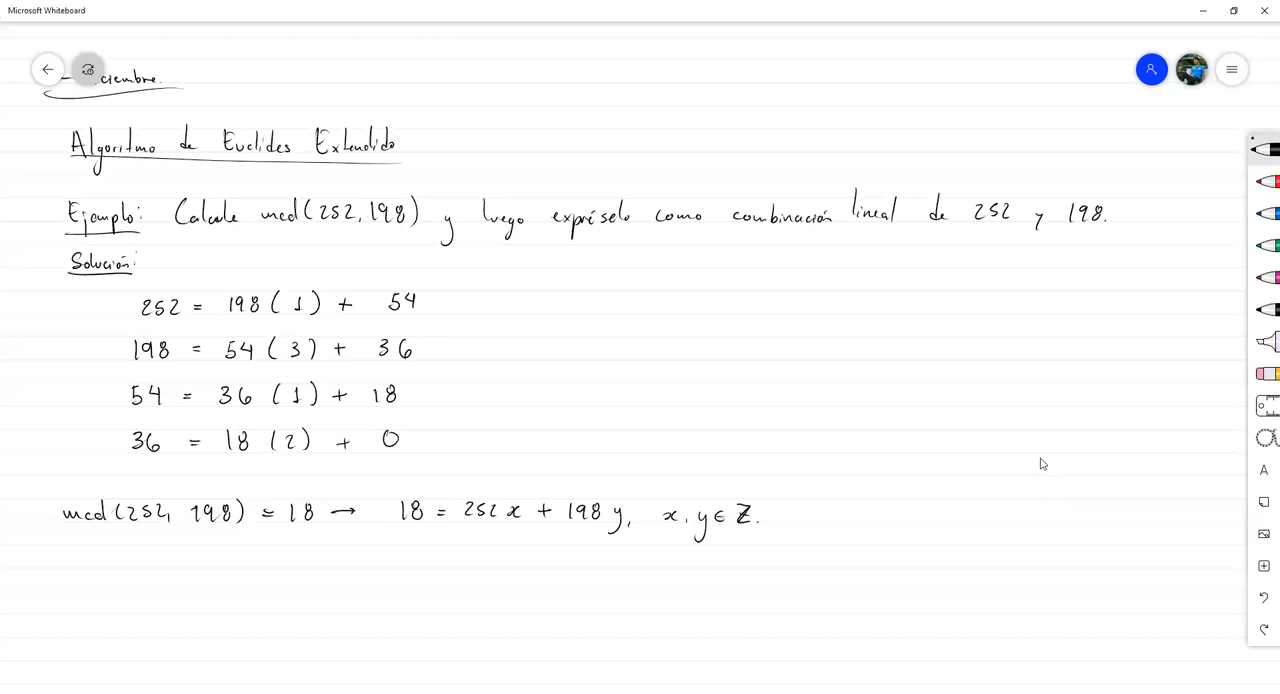 Microsoft Whiteboard
ciembre.
Algoritmo de Euclides Extendido
Ejemplo: Calcule mcd(252,198) y luego expréselo como combinación lineal de 252 y 198.
Solución:
252 = 198 ( 1 ) + 54
198 = 54 ( 3 ) + 36
54 = 36 ( 1 ) + 18
36 = 18 ( 2 ) + 0
mcd(252, 198) = 18 → 18 = 252 x + 198 y, x, y ∈ ℤ.
A